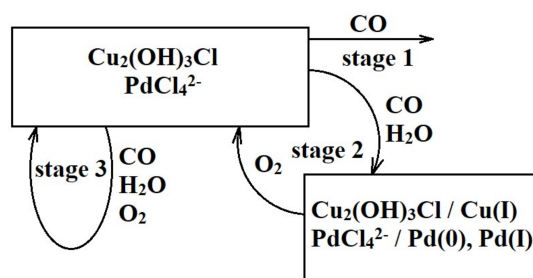 CO
Cu₂(OH)₃Cl
PdCl₄²⁻
stage 1
CO
H₂O
stage 2
O₂
stage 3
CO
H₂O
O₂
Cu₂(OH)₃Cl / Cu(I)
PdCl₄²⁻ / Pd(0), Pd(I)